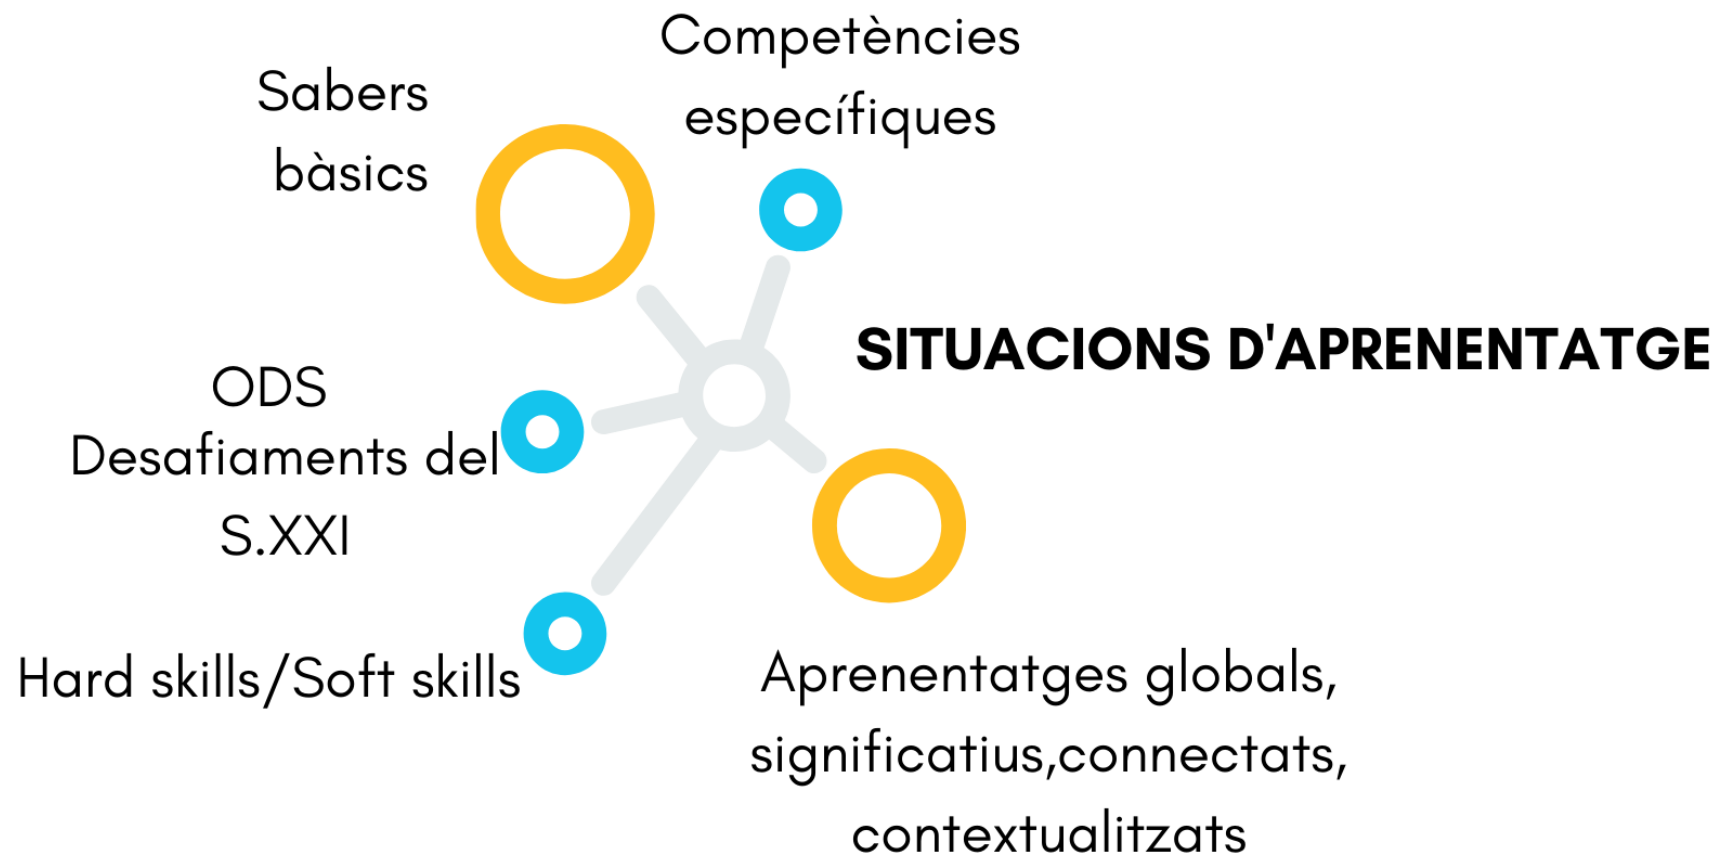 Competències
específiques
Sabers
bàsics
SITUACIONS D'APRENENTATGE
ODS
Desafiaments del
S.XXI
Hard skills/Soft skills
Aprenentatges globals,
significatius,connectats,
contextualitzats